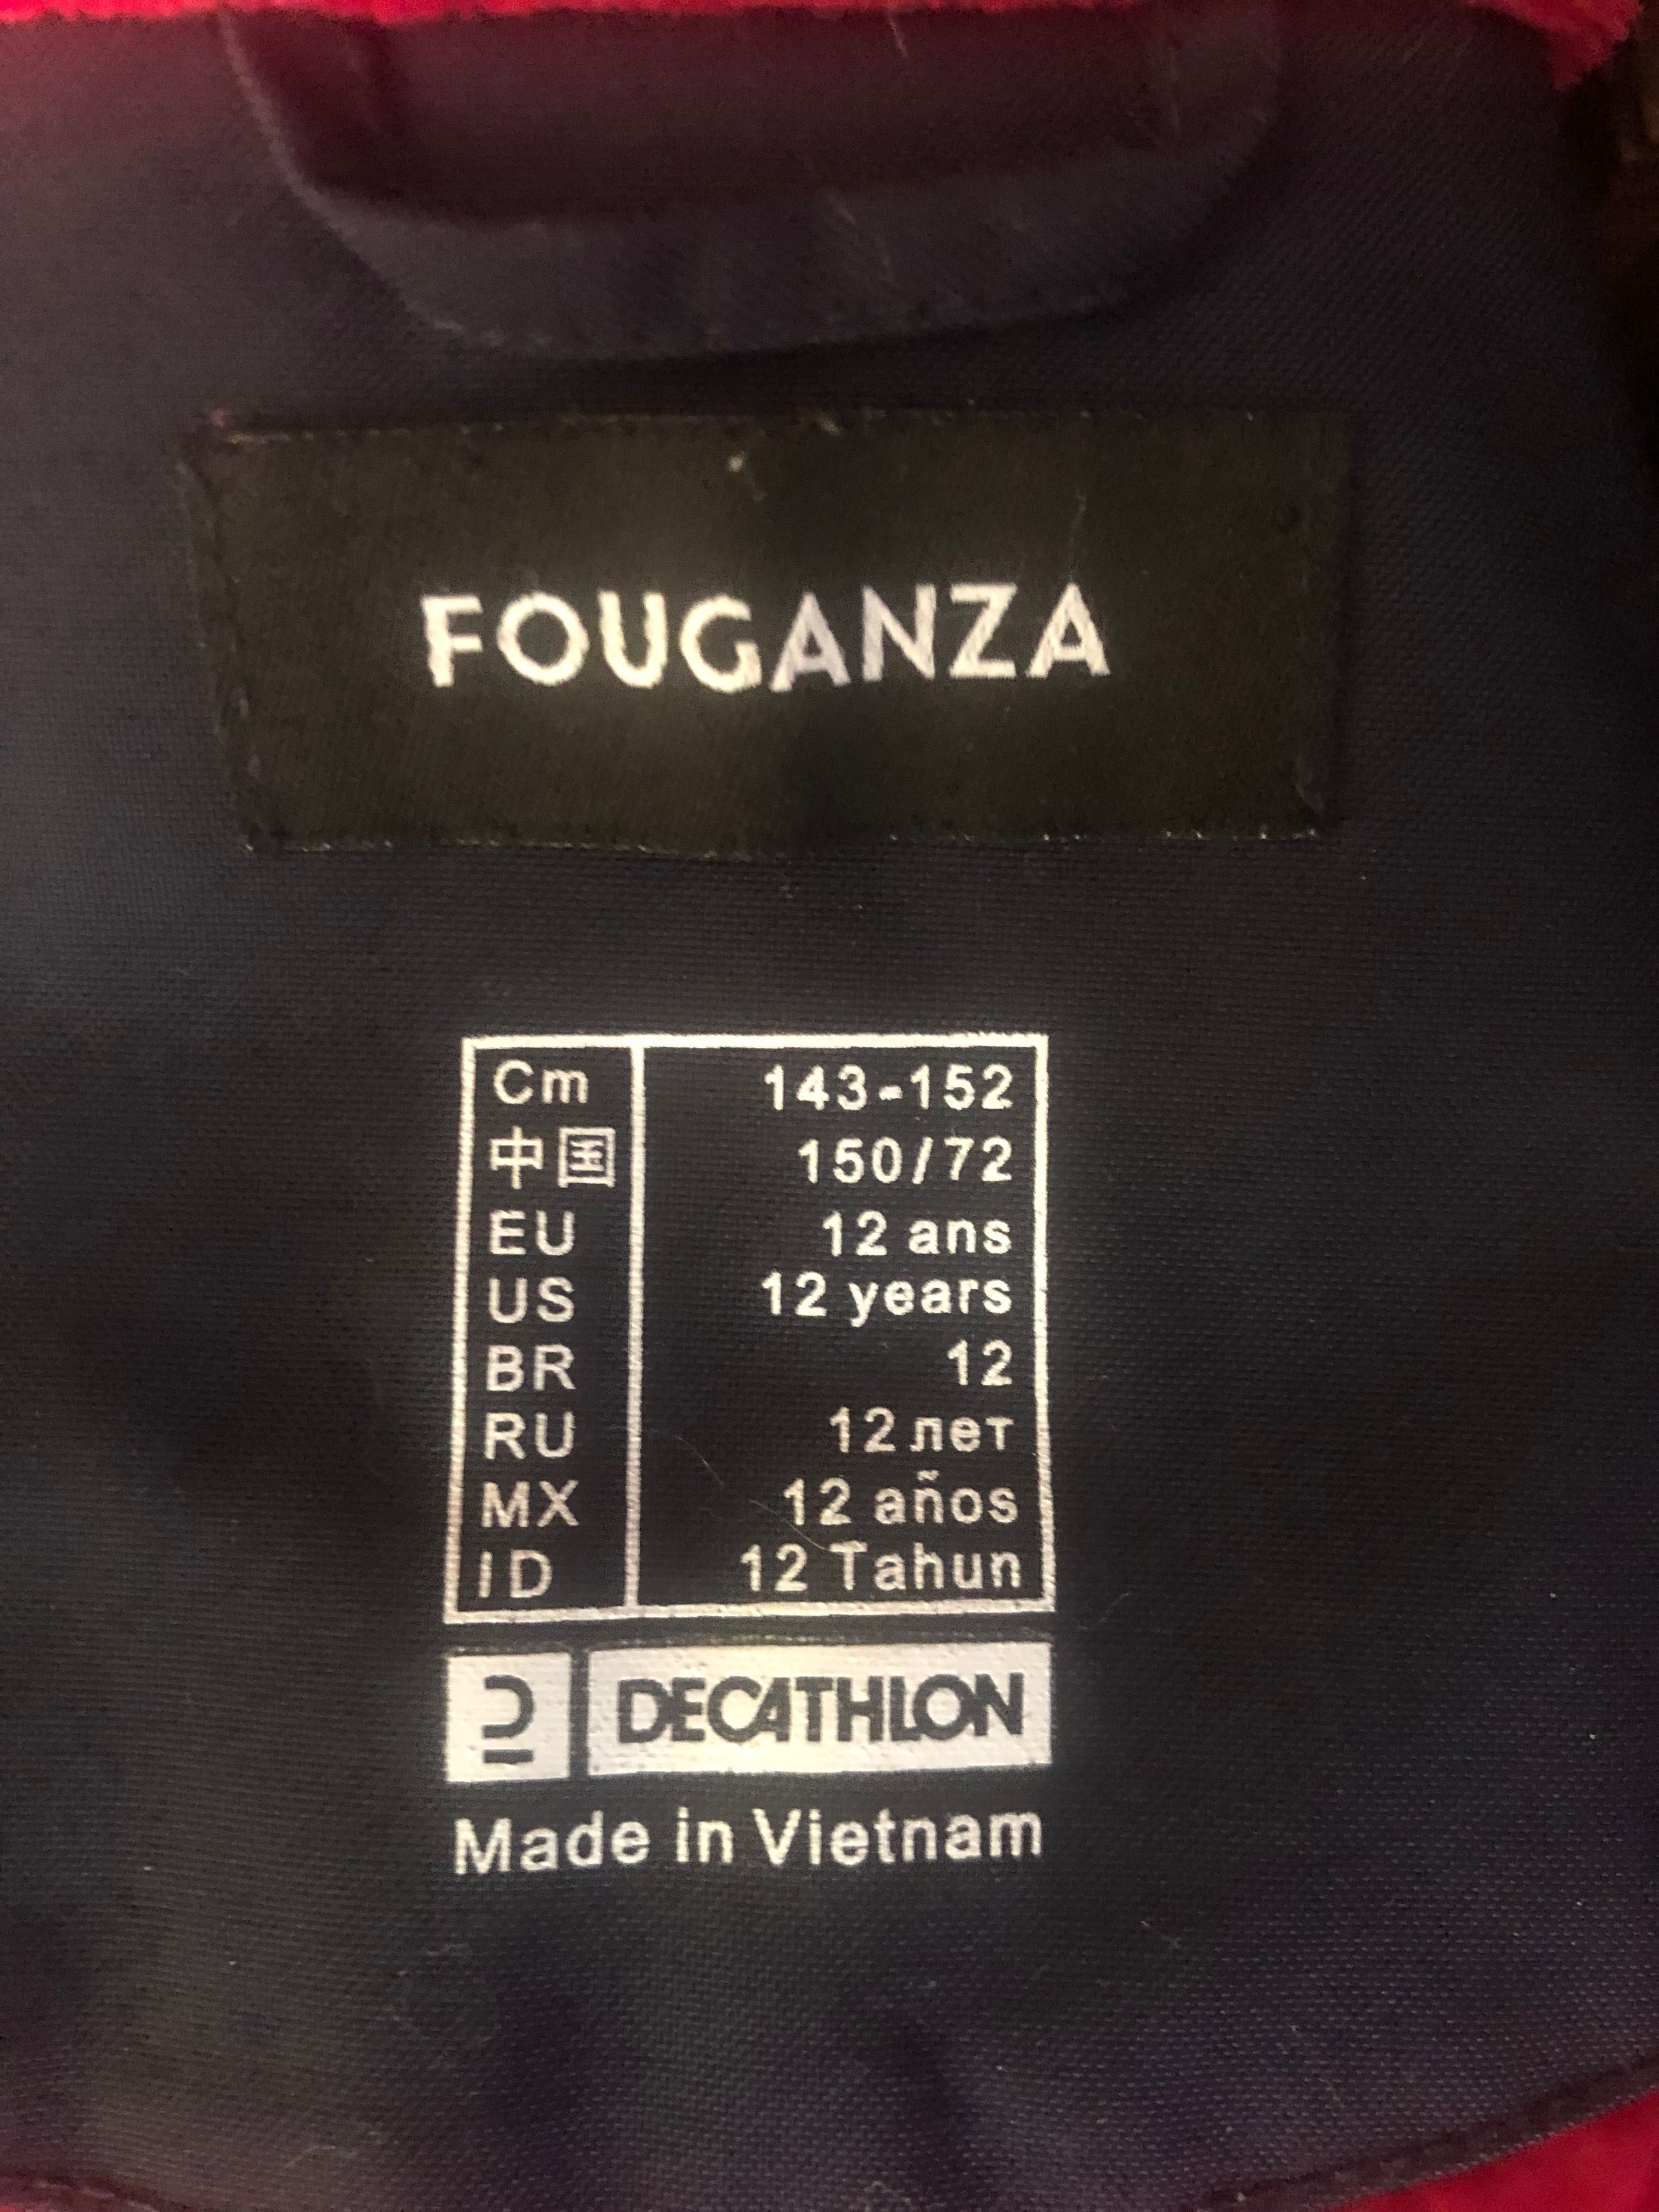 FOUGANZA
Cm 143-152
中国 150/72
EU 12 ans
US 12 years
BR 12
RU 12 лет
MX 12 años
ID 12 Tahun
DECATHLON
Made in Vietnam